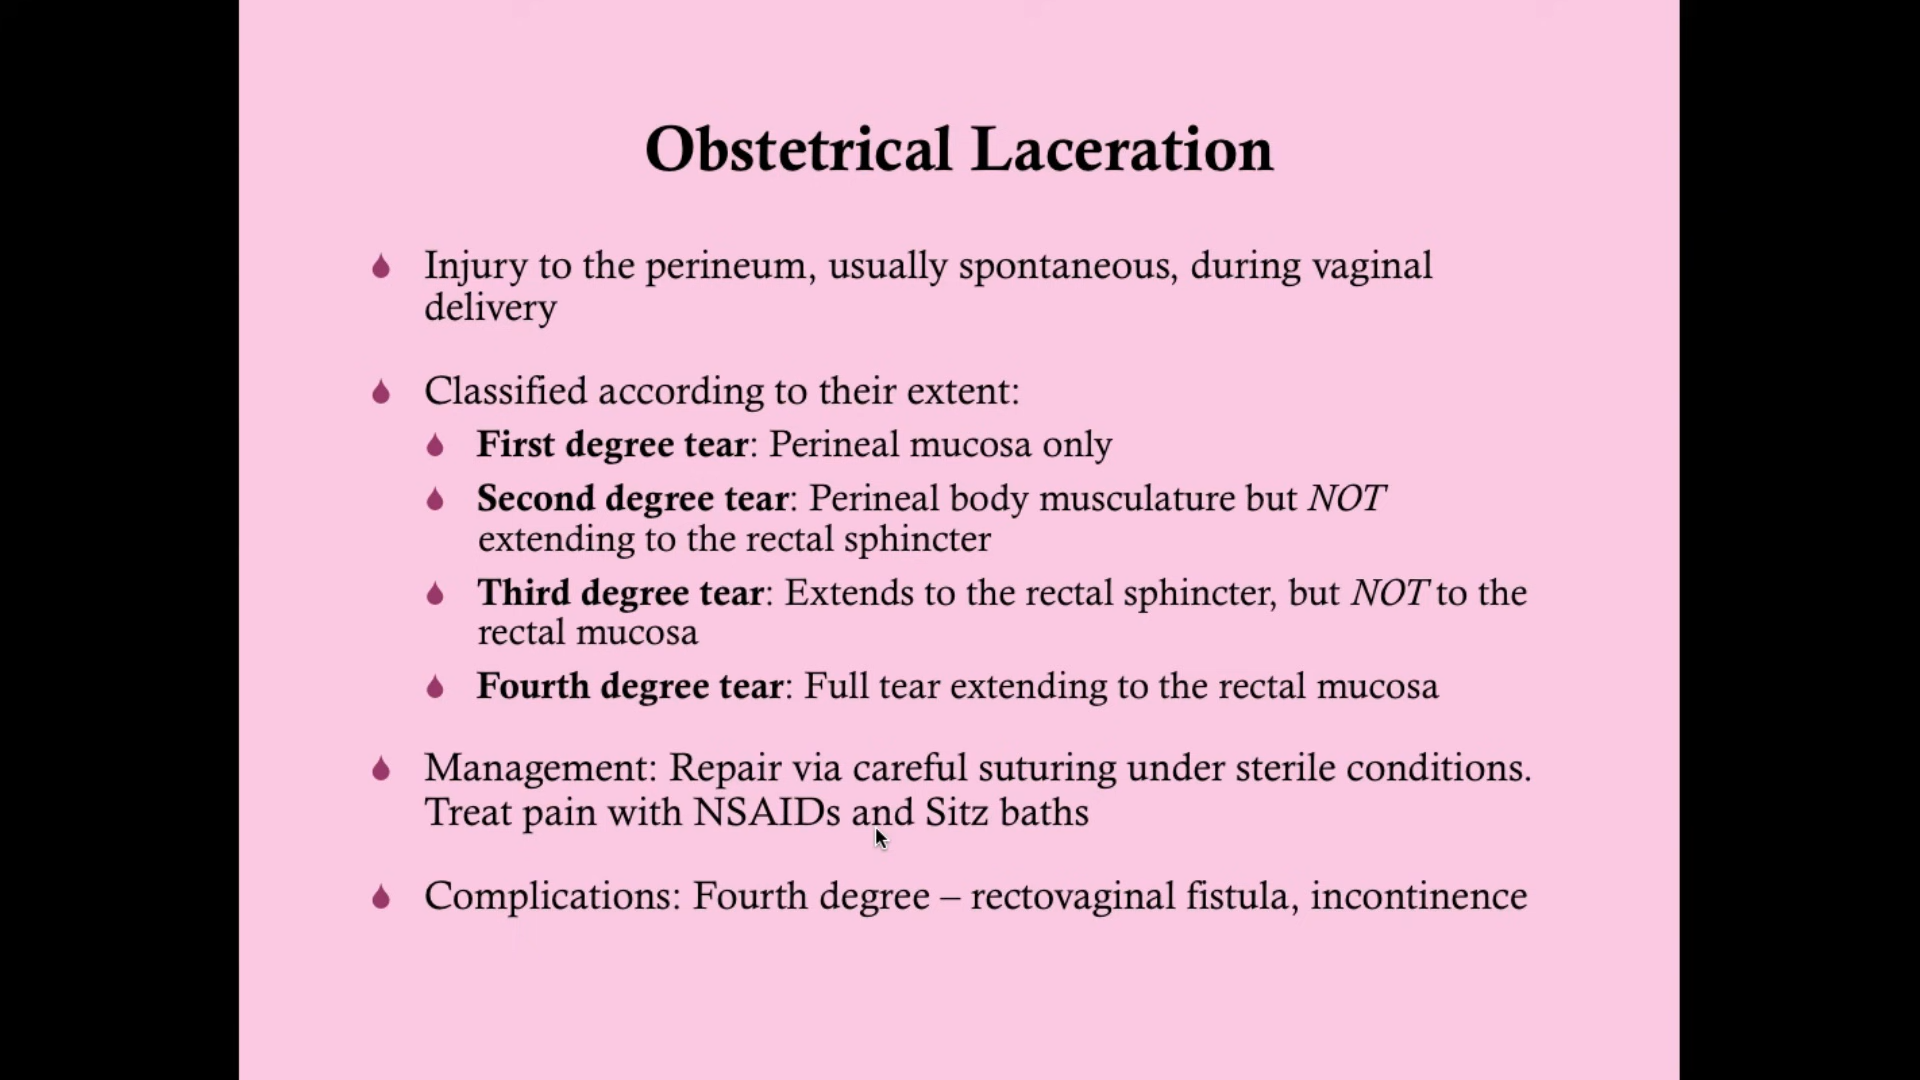 Obstetrical Laceration
Injury to the perineum, usually spontaneous, during vaginal
delivery
Classified according to their extent:
First degree tear: Perineal mucosa only
Second degree tear: Perineal body musculature but NOT
extending to the rectal sphincter
Third degree tear: Extends to the rectal sphincter, but NOT to the
rectal mucosa
Fourth degree tear: Full tear extending to the rectal mucosa
Management: Repair via careful suturing under sterile conditions.
Treat pain with NSAIDs and Sitz baths
Complications: Fourth degree – rectovaginal fistula, incontinence